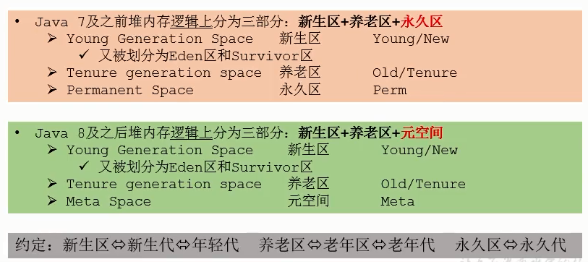 • Java 7及之前堆内存逻辑上分为三部分：新生区+养老区+永久区
➢ Young Generation Space 新生区 Young/New
✓ 又被划分为Eden区和Survivor区
➢ Tenure generation space 养老区 Old/Tenure
➢ Permanent Space 永久区 Perm
• Java 8及之后堆内存逻辑上分为三部分：新生区+养老区+元空间
➢ Young Generation Space 新生区 Young/New
✓ 又被划分为Eden区和Survivor区
➢ Tenure generation space 养老区 Old/Tenure
➢ Meta Space 元空间 Meta
约定：新生区⇔新生代⇔年轻代 养老区⇔老年区⇔老年代 永久区⇔永久代